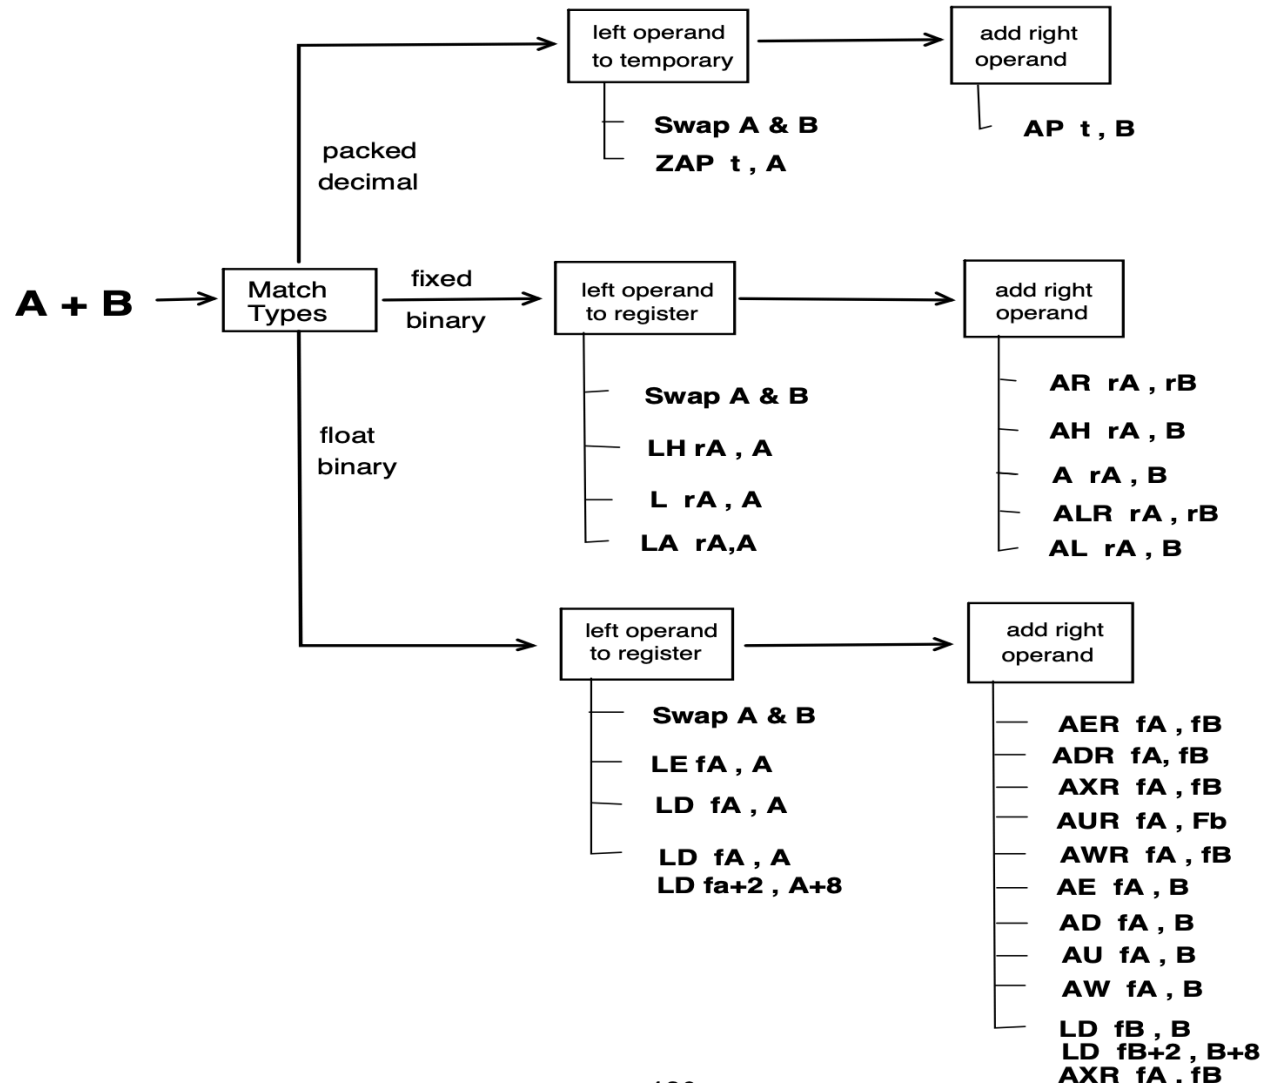 left operand
to temporary
add right
operand
Swap A & B
ZAP t , A
AP t , B
packed
decimal
A + B
Match
Types
fixed
binary
left operand
to register
add right
operand
Swap A & B
LH rA , A
L rA , A
LA rA,A
AR rA , rB
AH rA , B
A rA , B
ALR rA , rB
AL rA , B
float
binary
left operand
to register
add right
operand
Swap A & B
LE fA , A
LD fA , A
LD fA , A
LD fa+2 , A+8
AER fA , fB
ADR fA, fB
AXR fA , fB
AUR fA , Fb
AWR fA , fB
AE fA , B
AD fA , B
AU fA , B
AW fA , B
LD fB , B
LD fB+2 , B+8
AXR fA , fB